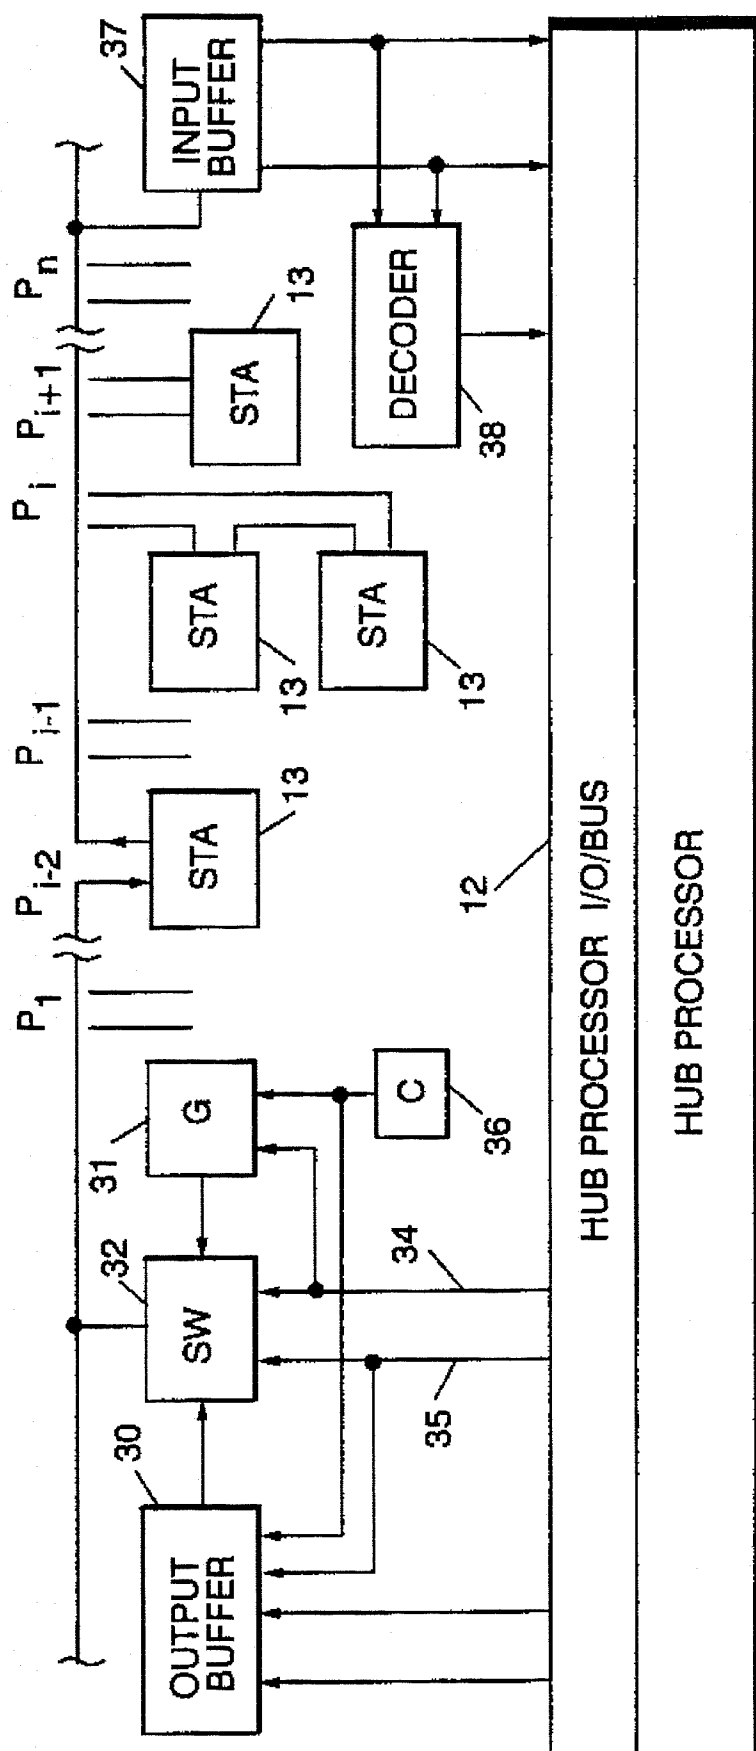 P1
Pi-2
Pi-1
Pi
Pi+1
Pn
30
OUTPUT
BUFFER
32
SW
31
G
C
36
35
34
STA
13
STA
13
STA
13
STA
13
37
INPUT
BUFFER
DECODER
38
12
HUB PROCESSOR I/O/BUS
HUB PROCESSOR